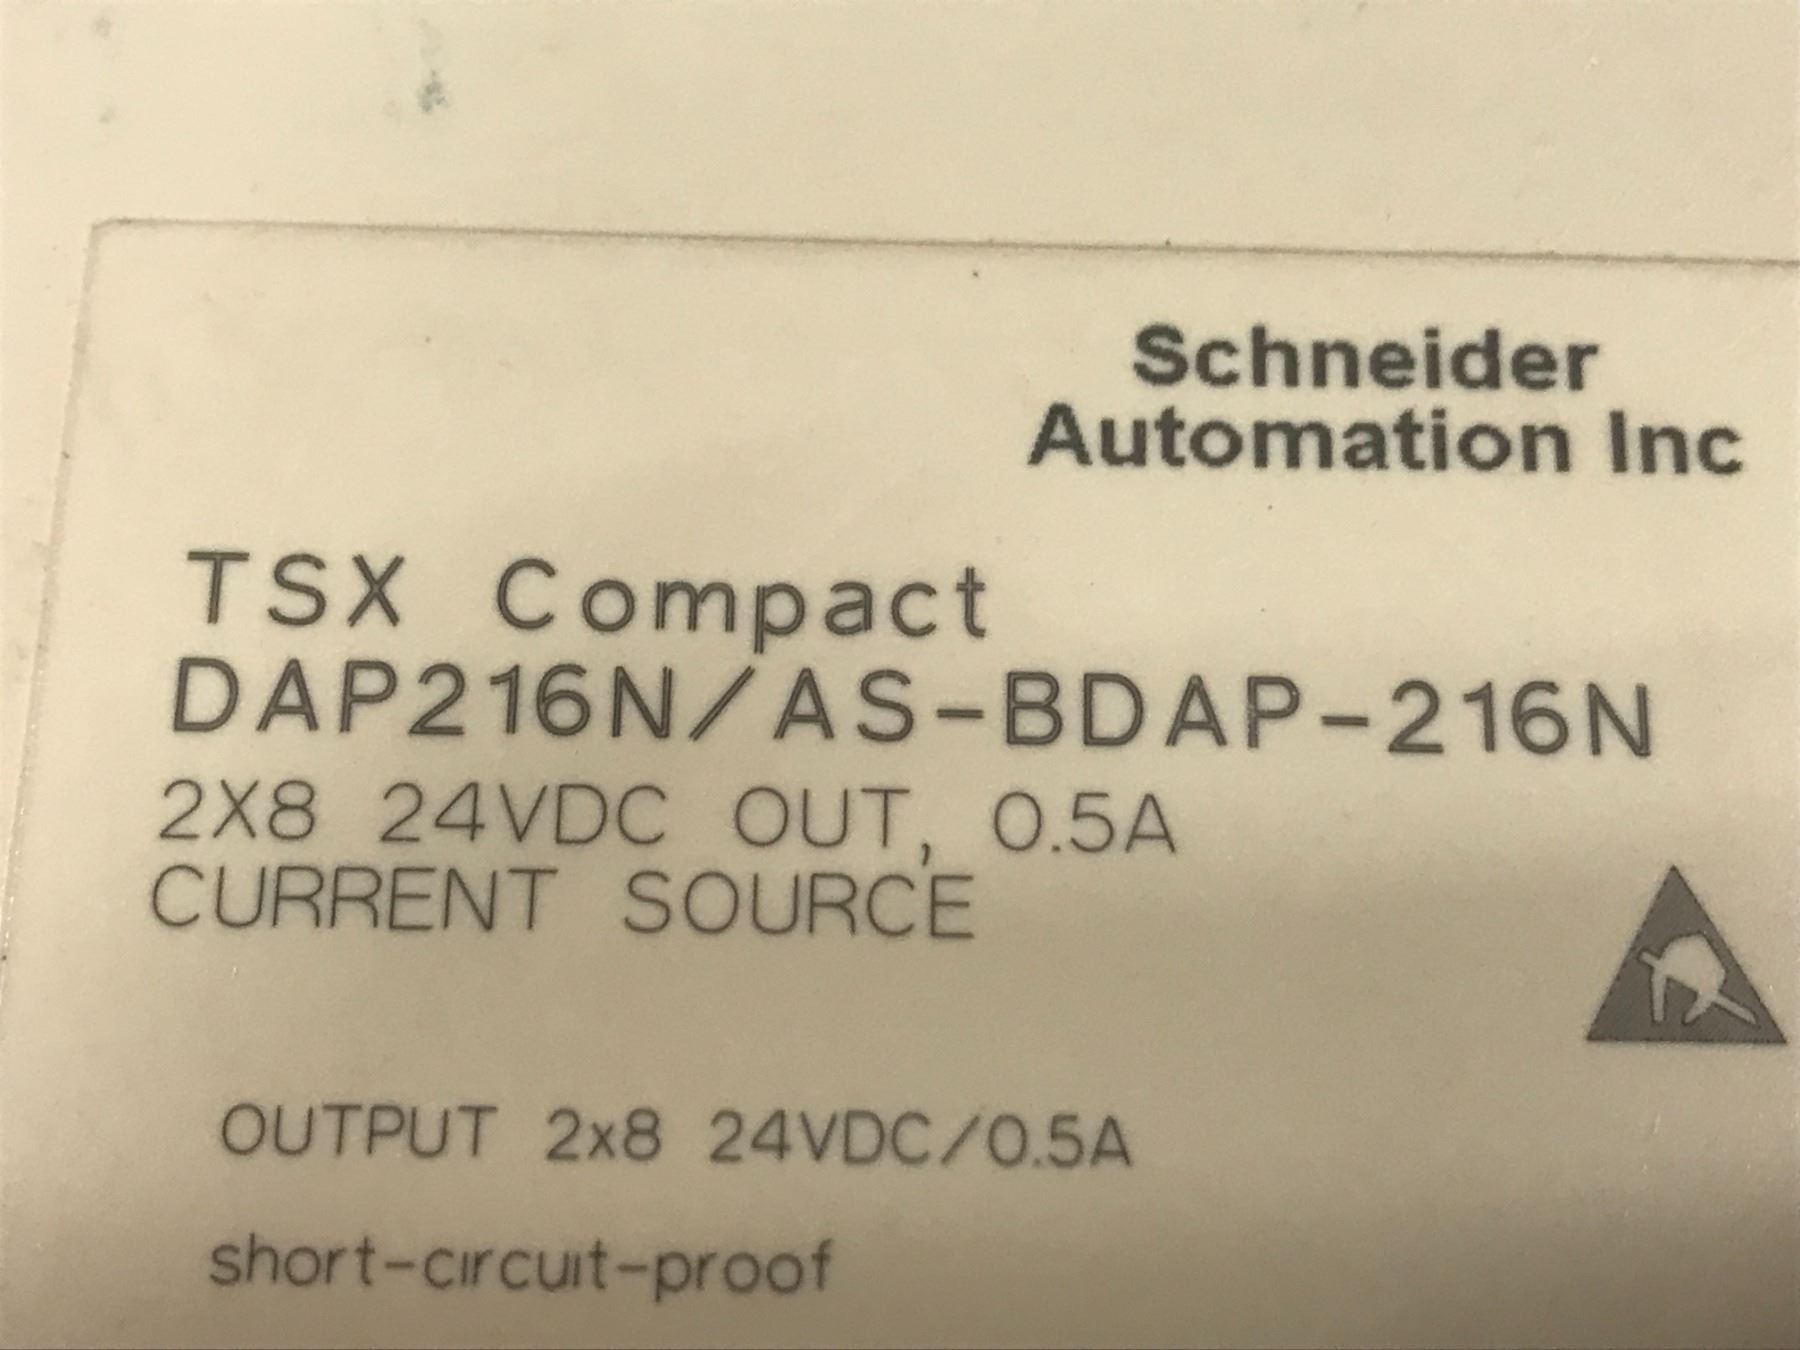 Schneider
Automation Inc
TSX Compact
DAP216N/AS-BDAP-216N
2X8 24VDC OUT, 0.5A
CURRENT SOURCE
OUTPUT 2x8 24VDC/0.5A
short-circuit-proof